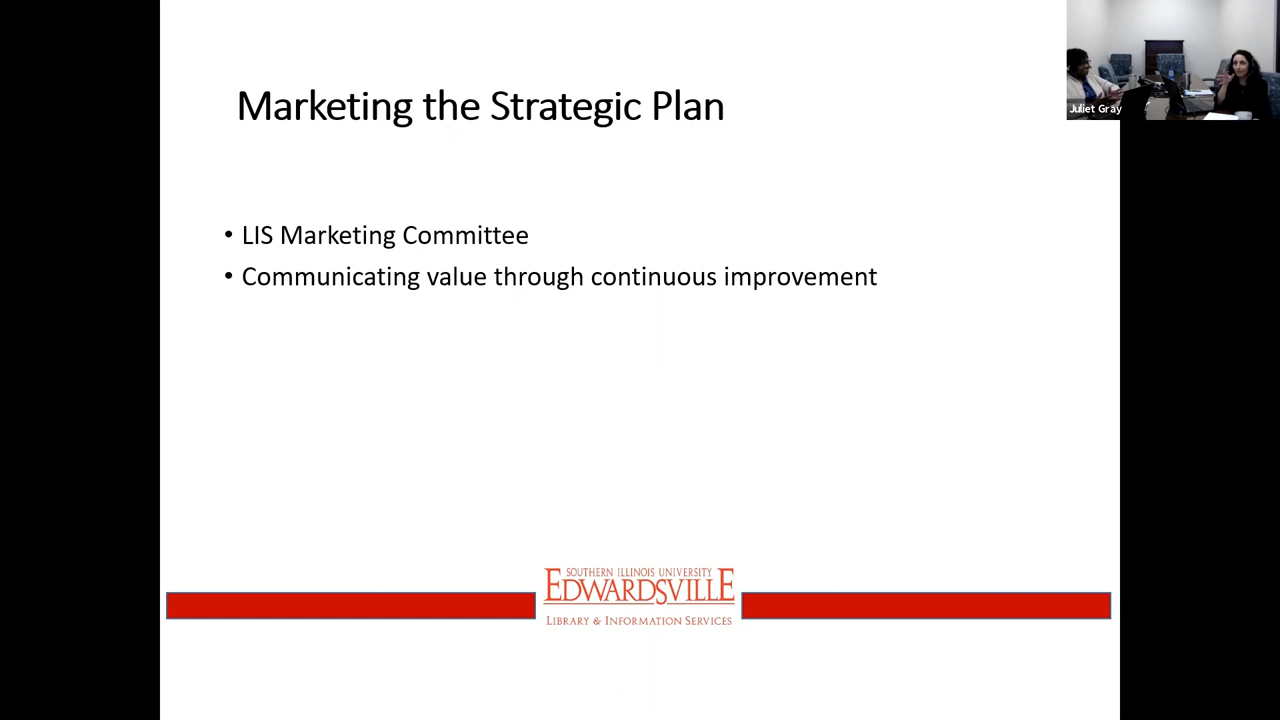 Juliet Gray
Marketing the Strategic Plan
• LIS Marketing Committee
• Communicating value through continuous improvement
SOUTHERN ILLINOIS UNIVERSITY
EDWARDSVILLE
LIBRARY & INFORMATION SERVICES